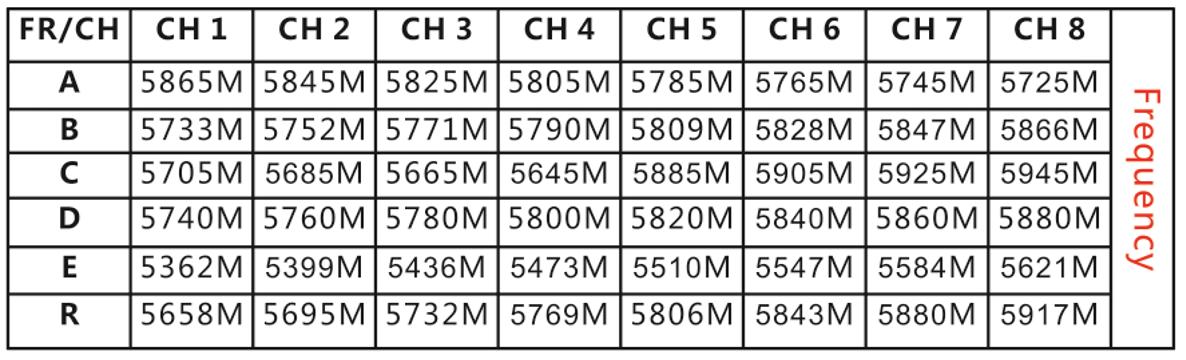 FR/CH CH 1 CH 2 CH 3 CH 4 CH 5 CH 6 CH 7 CH 8
A 5865M 5845M 5825M 5805M 5785M 5765M 5745M 5725M
B 5733M 5752M 5771M 5790M 5809M 5828M 5847M 5866M
C 5705M 5685M 5665M 5645M 5885M 5905M 5925M 5945M
D 5740M 5760M 5780M 5800M 5820M 5840M 5860M 5880M
E 5362M 5399M 5436M 5473M 5510M 5547M 5584M 5621M
R 5658M 5695M 5732M 5769M 5806M 5843M 5880M 5917M
Frequency